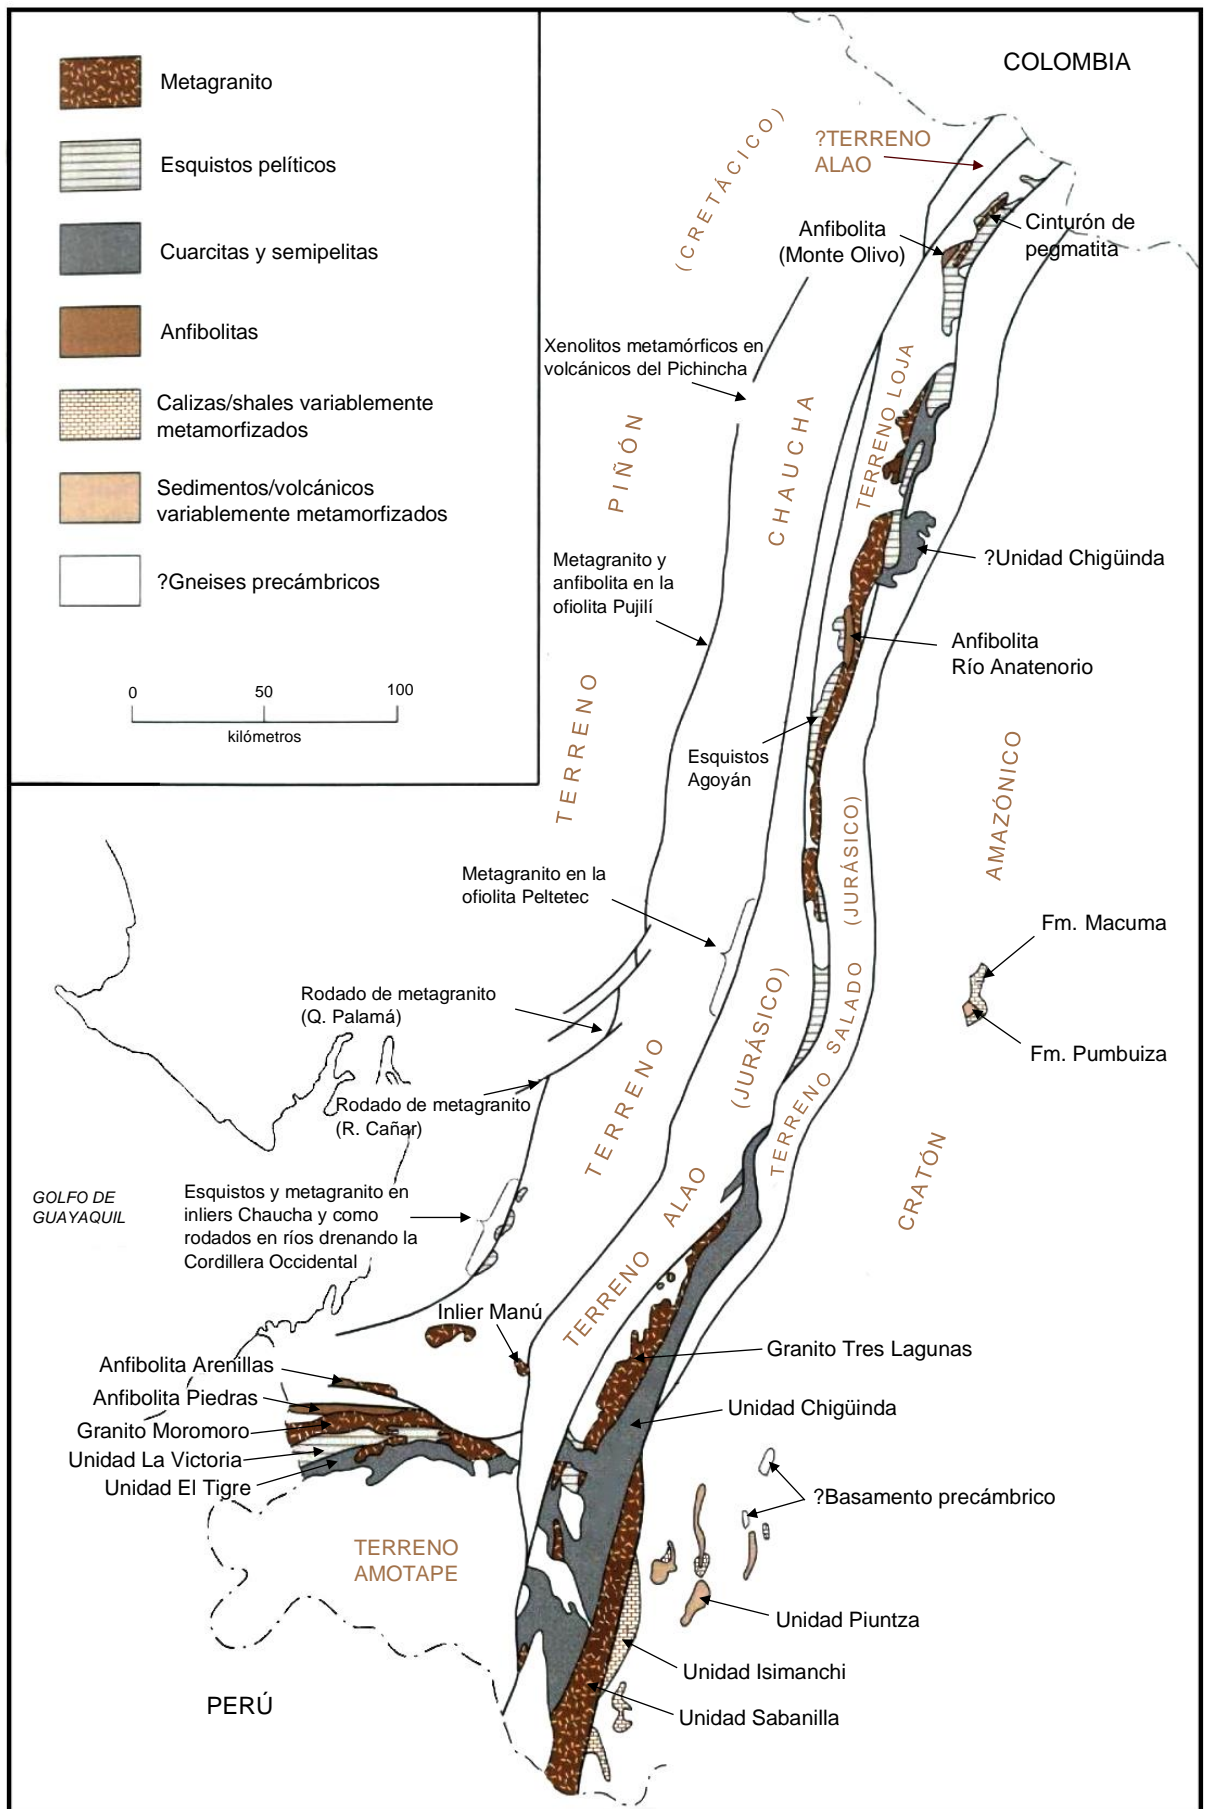 Metagranito
Esquistos pelíticos
Cuarcitas y semipelitas
Anfibolitas
Calizas/shales variablemente
metamorfizados
Sedimentos/volcánicos
variablemente metamorfizados
?Gneises precámbricos
0 50 100
kilómetros
COLOMBIA
(CRETÁCICO)
?TERRENO
ALAO
Anfibolita
(Monte Olivo)
Cinturón de
pegmatita
Xenolitos metamórficos en
volcánicos del Pichincha
TERRENO LOJA
CHAUCHA
PIÑÓN
TERRENO
?Unidad Chigüinda
Metagranito y
anfibolita en la
ofiolita Pujilí
Anfibolita
Río Anatenorio
Esquistos
Agoyán
AMAZÓNICO
(JURÁSICO)
Metagranito en la
ofiolita Peltetec
Fm. Macuma
Fm. Pumbuiza
Rodado de metagranito
(Q. Palamá)
(JURÁSICO)
TERRENO SALADO
TERRENO
Rodado de metagranito
(R. Cañar)
CRATÓN
GOLFO DE
GUAYAQUIL
Esquistos y metagranito en
inliers Chaucha y como
rodados en ríos drenando la
Cordillera Occidental
TERRENO ALAO
Inlier Manú
Granito Tres Lagunas
Anfibolita Arenillas
Anfibolita Piedras
Granito Moromoro
Unidad La Victoria
Unidad El Tigre
Unidad Chigüinda
?Basamento precámbrico
TERRENO
AMOTAPE
Unidad Piuntza
Unidad Isimanchi
Unidad Sabanilla
PERÚ